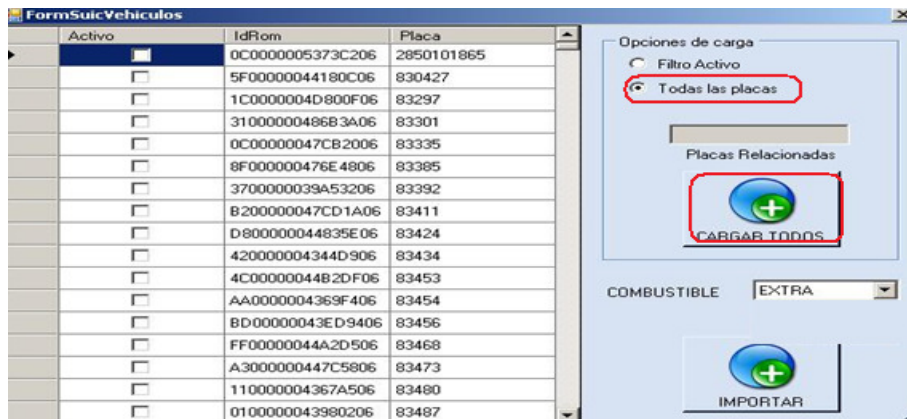 FormSuicVehiculos
Activo IdRom Placa
0C0000005373C206 2850101865
5F00000044180C06 830427
1C0000004D800F06 83297
31000000486B3A06 83301
0C00000047CB2006 83335
8F000000476E4806 83385
3700000039A53206 83392
B200000047CD1A06 83411
D800000044835E06 83424
420000004344D906 83434
4C00000044B2DF06 83453
AA0000004369F406 83454
BD00000043ED9406 83456
FF00000044A2D506 83468
A3000000447C5806 83473
110000004367A506 83480
0100000043980206 83487
Opciones de carga
Filtro Activo
Todas las placas
Placas Relacionadas
CARGAR TODOS
COMBUSTIBLE EXTRA
IMPORTAR